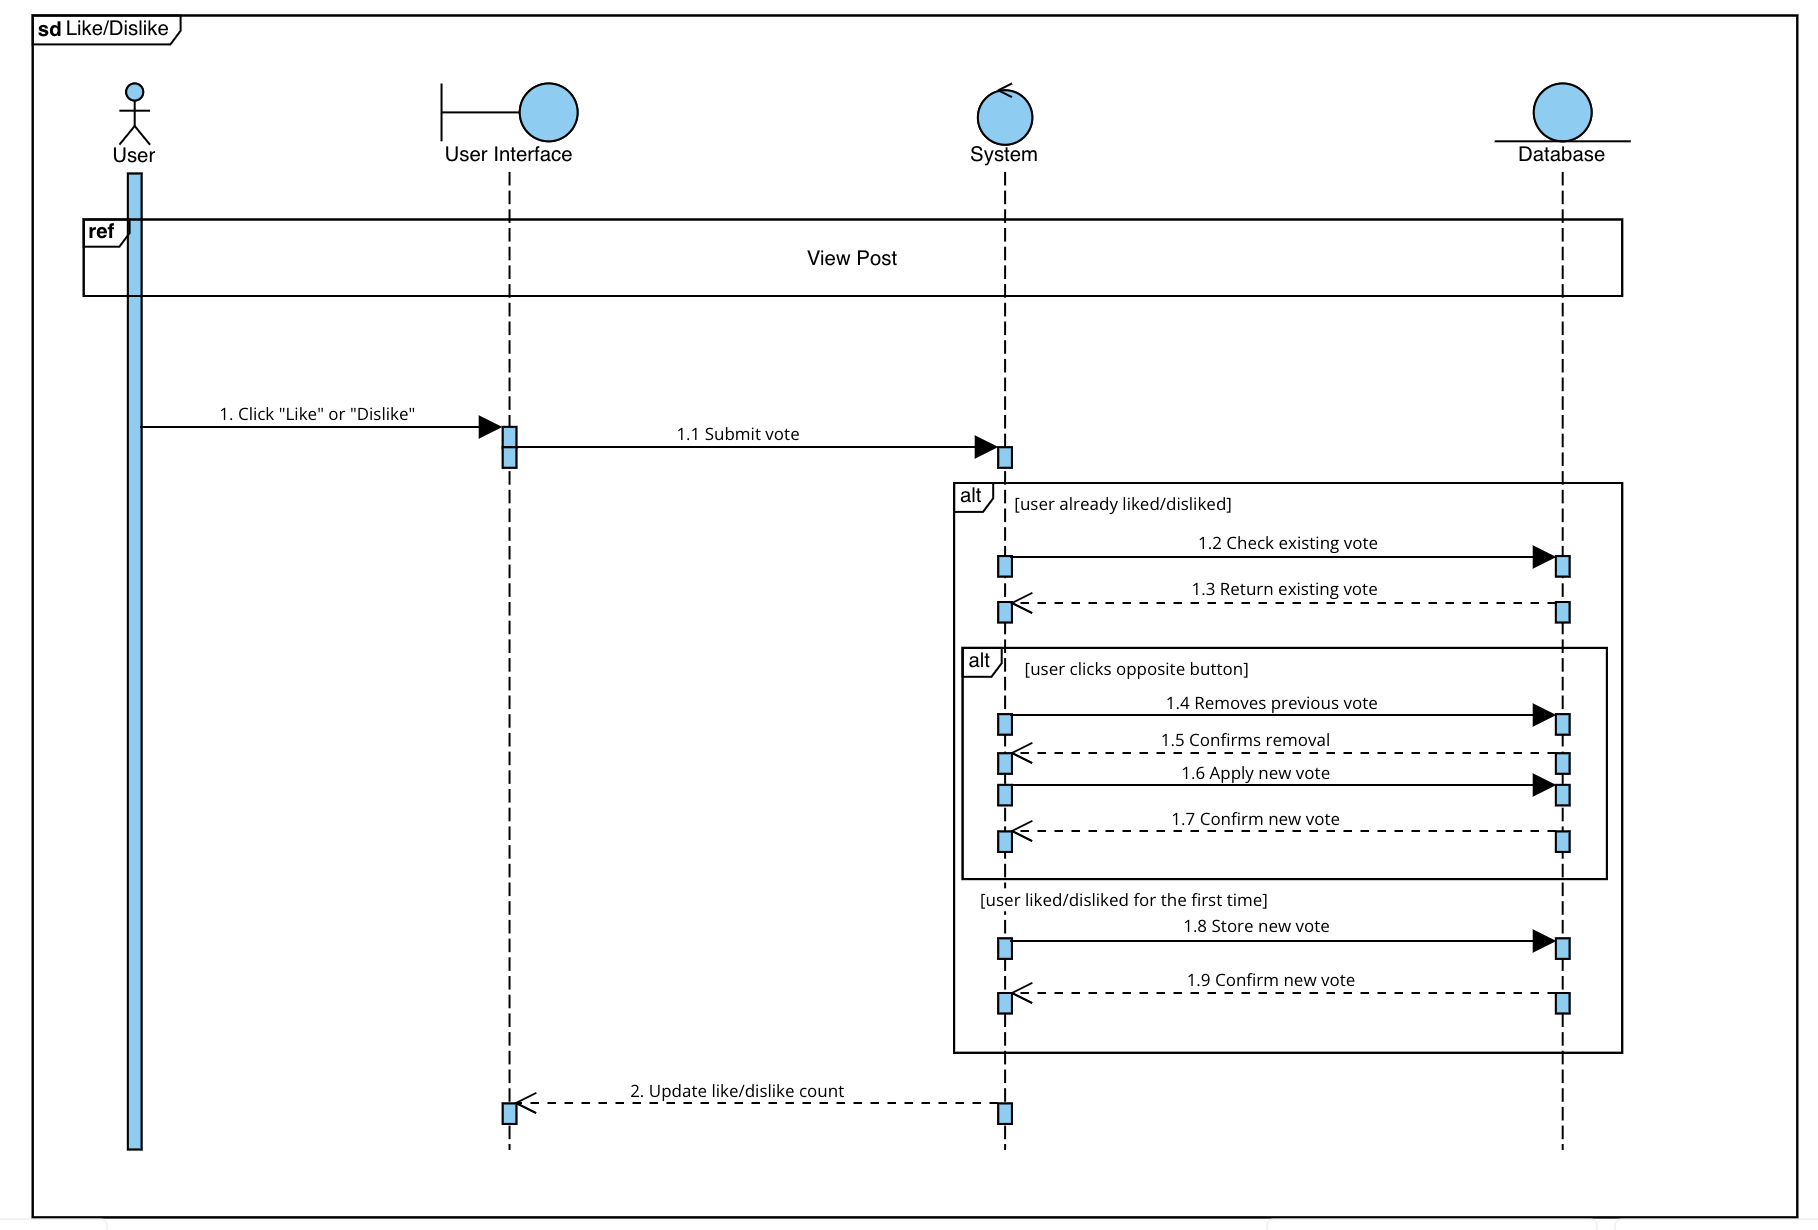 sd Like/Dislike
User
User Interface
System
Database
ref
View Post
1. Click "Like" or "Dislike"
1.1 Submit vote
alt
[user already liked/disliked]
1.2 Check existing vote
1.3 Return existing vote
alt
[user clicks opposite button]
1.4 Removes previous vote
1.5 Confirms removal
1.6 Apply new vote
1.7 Confirm new vote
[user liked/disliked for the first time]
1.8 Store new vote
1.9 Confirm new vote
2. Update like/dislike count